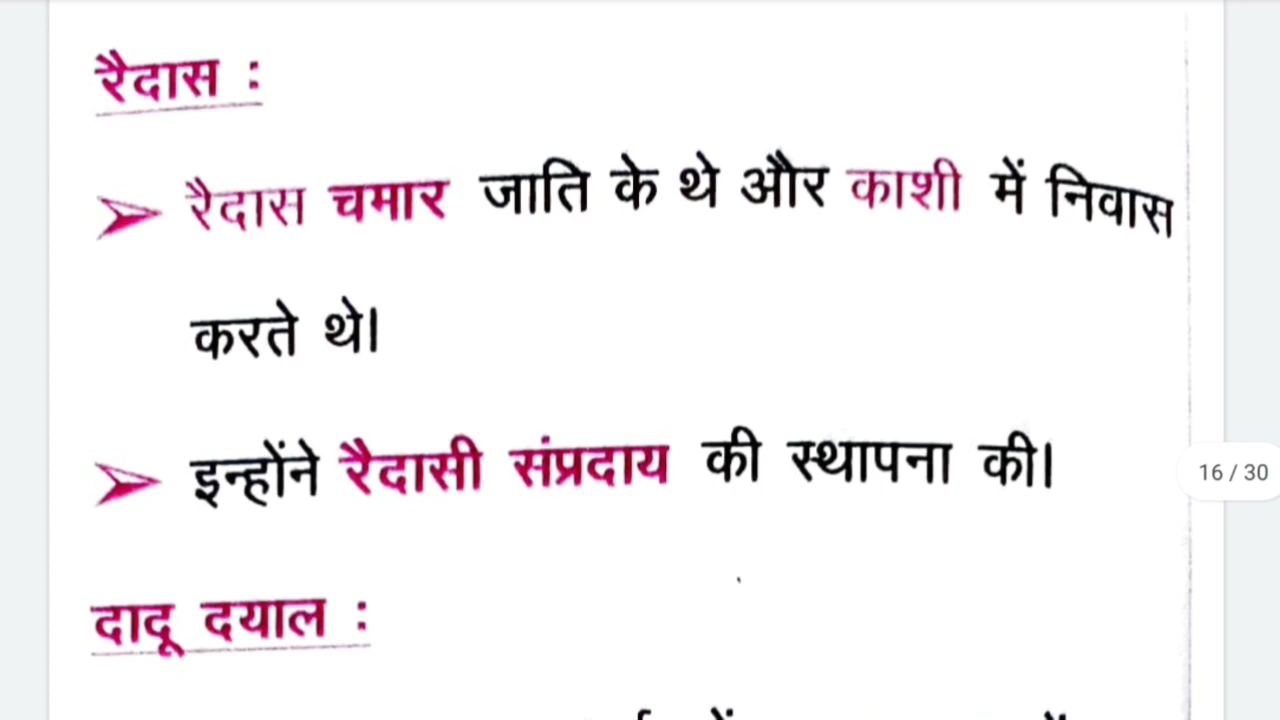 रैदास :
रैदास चमार जाति के थे और काशी में निवास
करते थे।
इन्होंने रैदासी संप्रदाय की स्थापना की।
16 / 30
दादू दयाल :